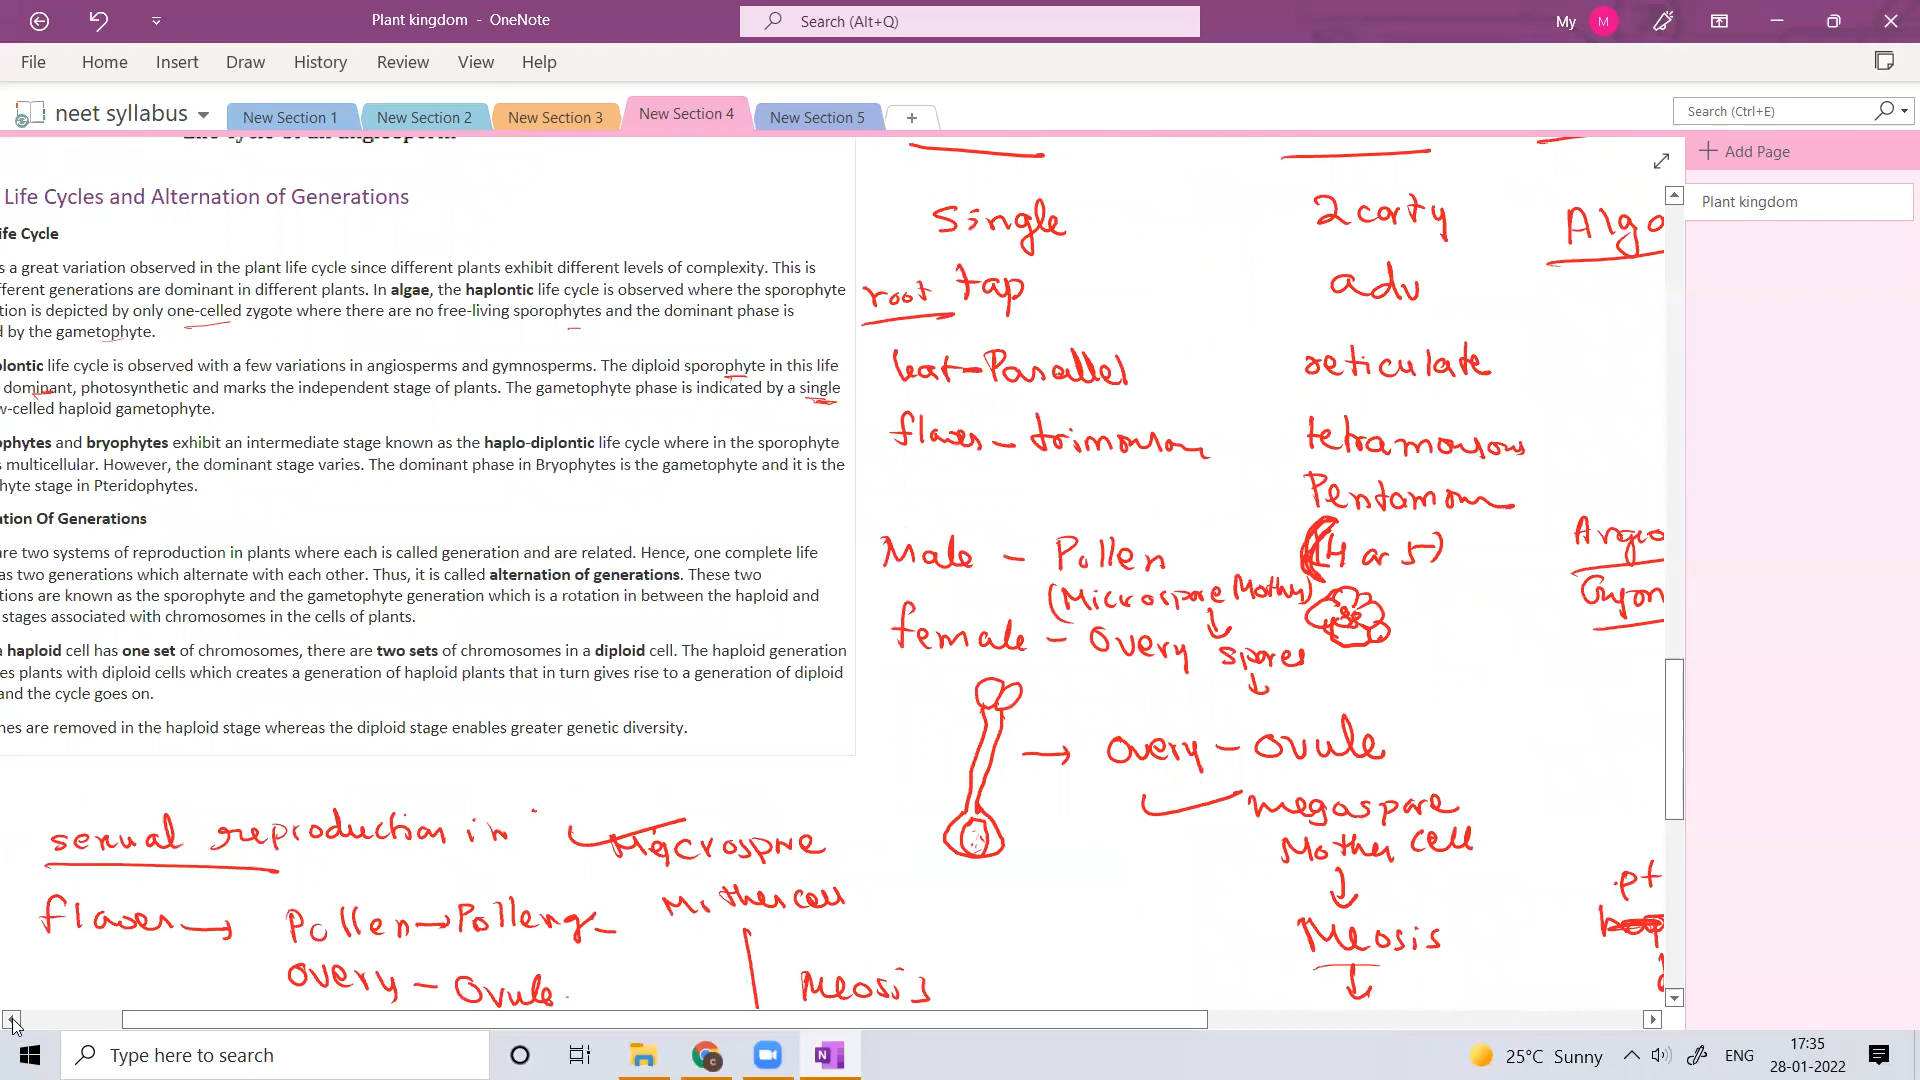 Plant kingdom - OneNote
Search (Alt+Q)
My M
File Home Insert Draw History Review View Help
neet syllabus
New Section 1 New Section 2 New Section 3 New Section 4 New Section 5 +
Search (Ctrl+E)
Add Page
Plant kingdom
Life Cycles and Alternation of Generations
ife Cycle
s a great variation observed in the plant life cycle since different plants exhibit different levels of complexity. This is
fferent generations are dominant in different plants. In algae, the haplontic life cycle is observed where the sporophyte
tion is depicted by only one-celled zygote where there are no free-living sporophytes and the dominant phase is
d by the gametophyte.
plontic life cycle is observed with a few variations in angiosperms and gymnosperms. The diploid sporophyte in this life
dominant, photosynthetic and marks the independent stage of plants. The gametophyte phase is indicated by a single
w-celled haploid gametophyte.
ophytes and bryophytes exhibit an intermediate stage known as the haplo-diplontic life cycle where in the sporophyte
s multicellular. However, the dominant stage varies. The dominant phase in Bryophytes is the gametophyte and it is the
hyte stage in Pteridophytes.
ation Of Generations
are two systems of reproduction in plants where each is called generation and are related. Hence, one complete life
as two generations which alternate with each other. Thus, it is called alternation of generations. These two
tions are known as the sporophyte and the gametophyte generation which is a rotation in between the haploid and
stages associated with chromosomes in the cells of plants.
a haploid cell has one set of chromosomes, there are two sets of chromosomes in a diploid cell. The haploid generation
es plants with diploid cells which creates a generation of haploid plants that in turn gives rise to a generation of diploid
and the cycle goes on.
nes are removed in the haploid stage whereas the diploid stage enables greater genetic diversity.
single 2 coty Alga
root tap adv
Parallel reticulate
Pollen (4 or 5)
Male -
(Microspore Mother)
female - Overy spores
→ overy - ovule
megaspore
Mother cell
Meosis
sexual reproduction in
→ Pollen → Polleng -
Mother cell
overy - Ovule
Meosis
Type here to search
25°C Sunny
ENG
17:35
28-01-2022